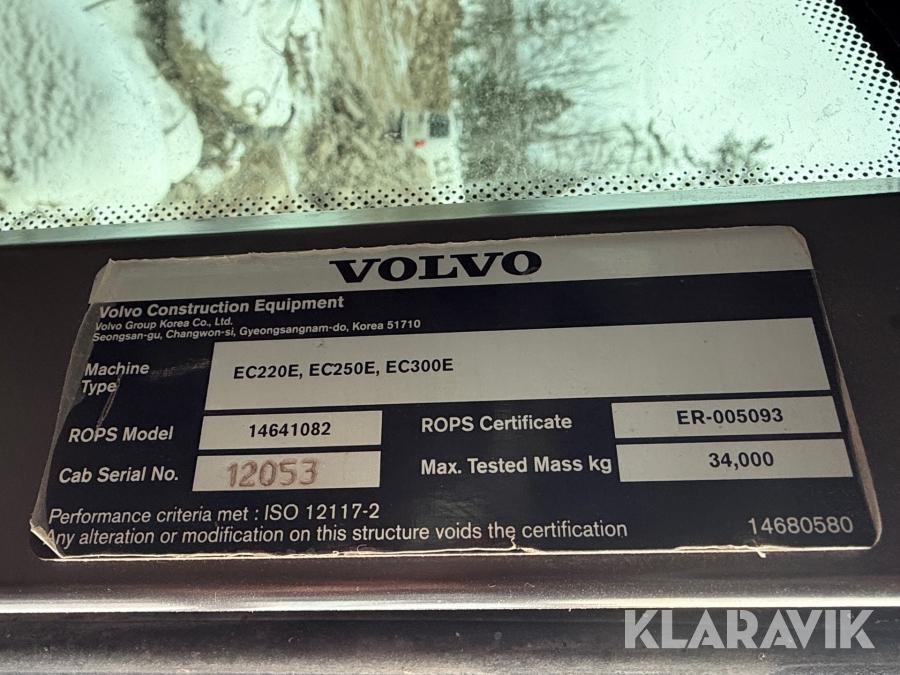 VOLVO
Volvo Construction Equipment
Volvo Group Korea Co., Ltd.
Seongsan-gu, Changwon-si, Gyeongsangnam-do, Korea 51710
Machine Type EC220E, EC250E, EC300E
ROPS Model 14641082 ROPS Certificate ER-005093
Cab Serial No. 12053 Max. Tested Mass kg 34,000
Performance criteria met : ISO 12117-2
Any alteration or modification on this structure voids the certification 14680580
KLARAVIK